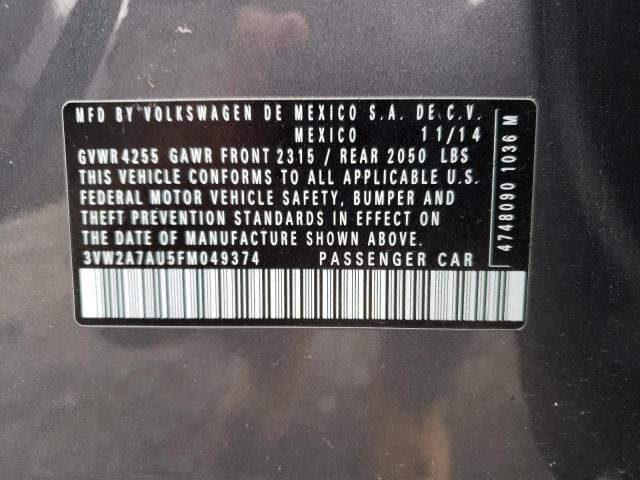 MFD BY VOLKSWAGEN DE MEXICO S.A. DE C.V.
MEXICO 11/14
GVWR 4255 GAWR FRONT 2315 / REAR 2050 LBS
THIS VEHICLE CONFORMS TO ALL APPLICABLE U.S.
FEDERAL MOTOR VEHICLE SAFETY, BUMPER AND
THEFT PREVENTION STANDARDS IN EFFECT ON
THE DATE OF MANUFACTURE SHOWN ABOVE.
3VW2A7AU5FM049374 PASSENGER CAR
4748090 1036 M